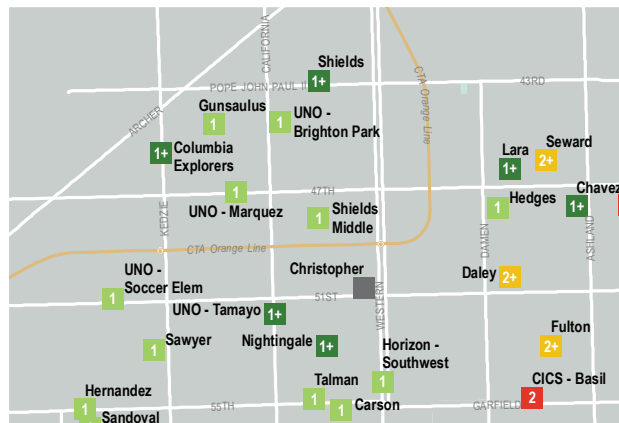 CALIFORNIA
Shields
1+
CTA Orange Line
POPE JOHN PAUL II
43RD
ARCHER
Gunsaulus
1
UNO -
Brighton Park
1
Columbia
Explorers
1+
Lara
1+
Seward
2+
47TH
1
UNO - Marquez
Shields
Middle
1
KEDZIE
Hedges
1
Chavez
1+
DAMEN
ASHLAND
CTA Orange Line
UNO -
Soccer Elem
1
Christopher
51ST
WESTERN
Daley
2+
UNO - Tamayo
1+
Sawyer
1
Nightingale
1+
Horizon -
Southwest
1
Fulton
2+
Hernandez
1
Sandoval
55TH
Talman
1
Carson
1
CICS - Basil
2
GARFIELD